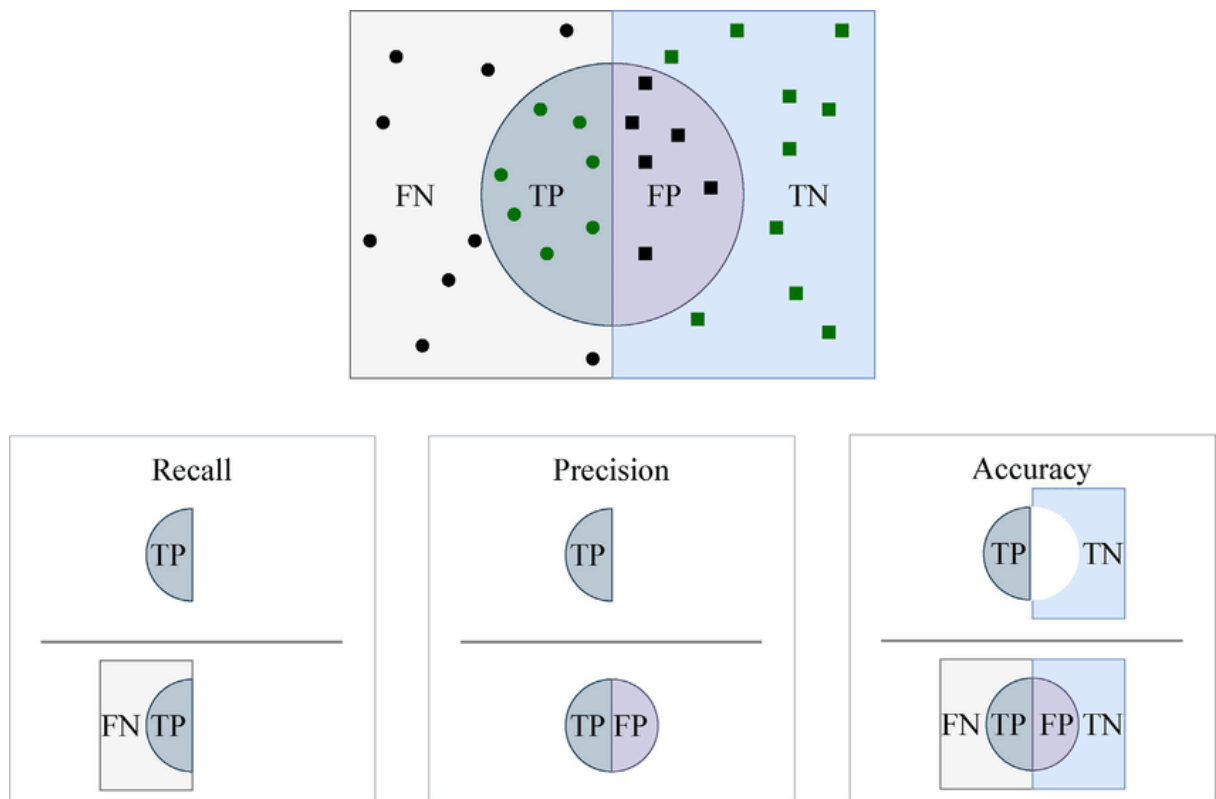 FN TP FP TN
Recall
TP
FN TP
Precision
TP
TP FP
Accuracy
TP TN
FN TP FP TN